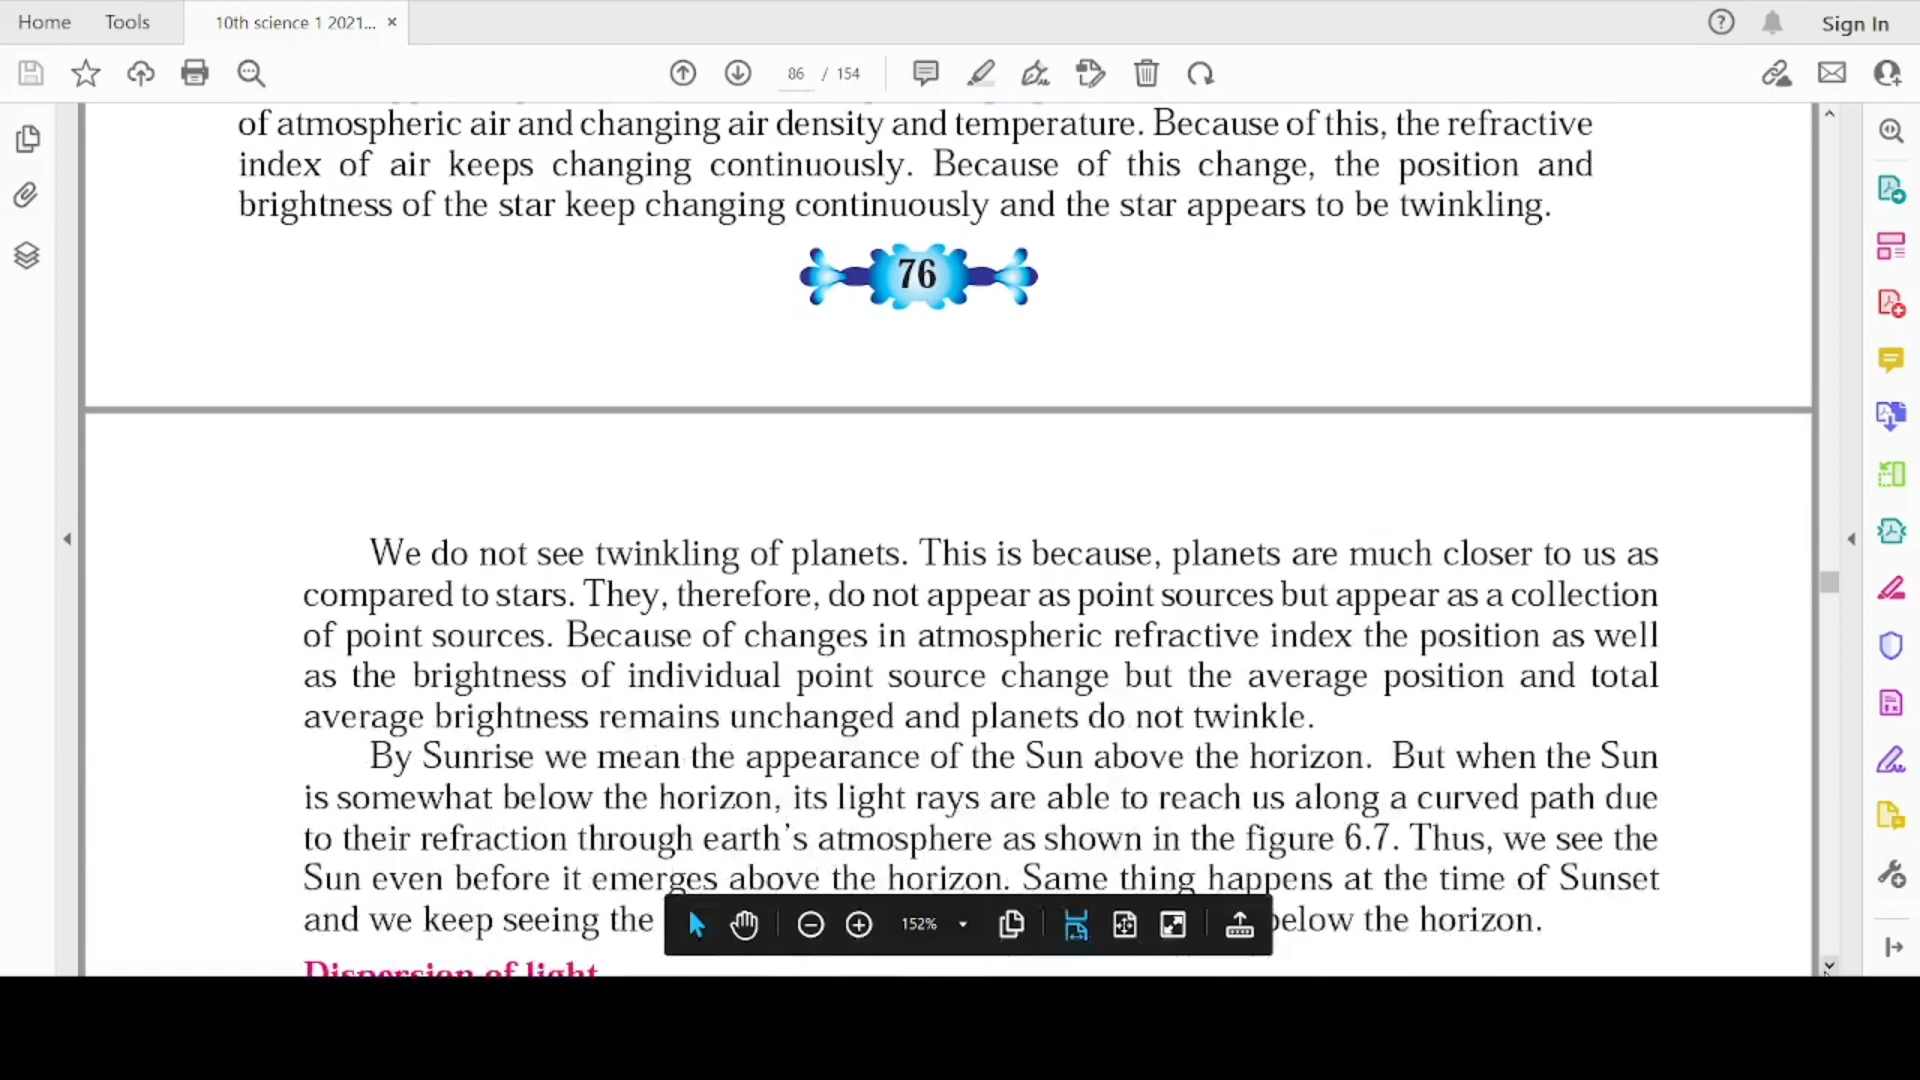 Home Tools 10th science 1 2021... × Sign In
86 / 154
of atmospheric air and changing air density and temperature. Because of this, the refractive
index of air keeps changing continuously. Because of this change, the position and
brightness of the star keep changing continuously and the star appears to be twinkling.
76
We do not see twinkling of planets. This is because, planets are much closer to us as
compared to stars. They, therefore, do not appear as point sources but appear as a collection
of point sources. Because of changes in atmospheric refractive index the position as well
as the brightness of individual point source change but the average position and total
average brightness remains unchanged and planets do not twinkle.
By Sunrise we mean the appearance of the Sun above the horizon. But when the Sun
is somewhat below the horizon, its light rays are able to reach us along a curved path due
to their refraction through earth's atmosphere as shown in the figure 6.7. Thus, we see the
Sun even before it emerges above the horizon. Same thing happens at the time of Sunset
and we keep seeing the below the horizon.
152%
Dispersion of light